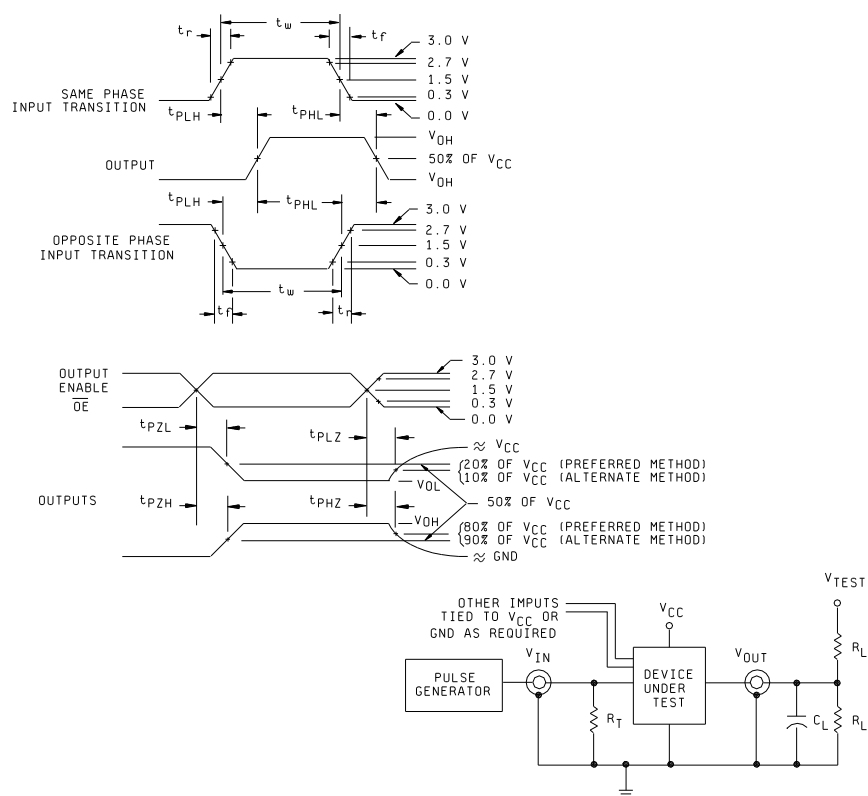 tr
tw
tf
3.0 V
2.7 V
1.5 V
0.3 V
0.0 V
SAME PHASE
INPUT TRANSITION
tPLH
tPHL
VOH
50% OF VCC
VOH
OUTPUT
tPLH
tPHL
3.0 V
2.7 V
1.5 V
0.3 V
0.0 V
OPPOSITE PHASE
INPUT TRANSITION
tw
tf
tr
OUTPUT
ENABLE
OE
3.0 V
2.7 V
1.5 V
0.3 V
0.0 V
tPZL
tPLZ
≈ VCC
20% OF VCC (PREFERRED METHOD)
10% OF VCC (ALTERNATE METHOD)
VOL
OUTPUTS
tPZH
tPHZ
50% OF VCC
VOH
80% OF VCC (PREFERRED METHOD)
90% OF VCC (ALTERNATE METHOD)
≈ GND
OTHER IMPUTS
TIED TO VCC OR
GND AS REQUIRED
VCC
VTEST
RL
VIN
VOUT
PULSE
GENERATOR
DEVICE
UNDER
TEST
RT
CL
RL